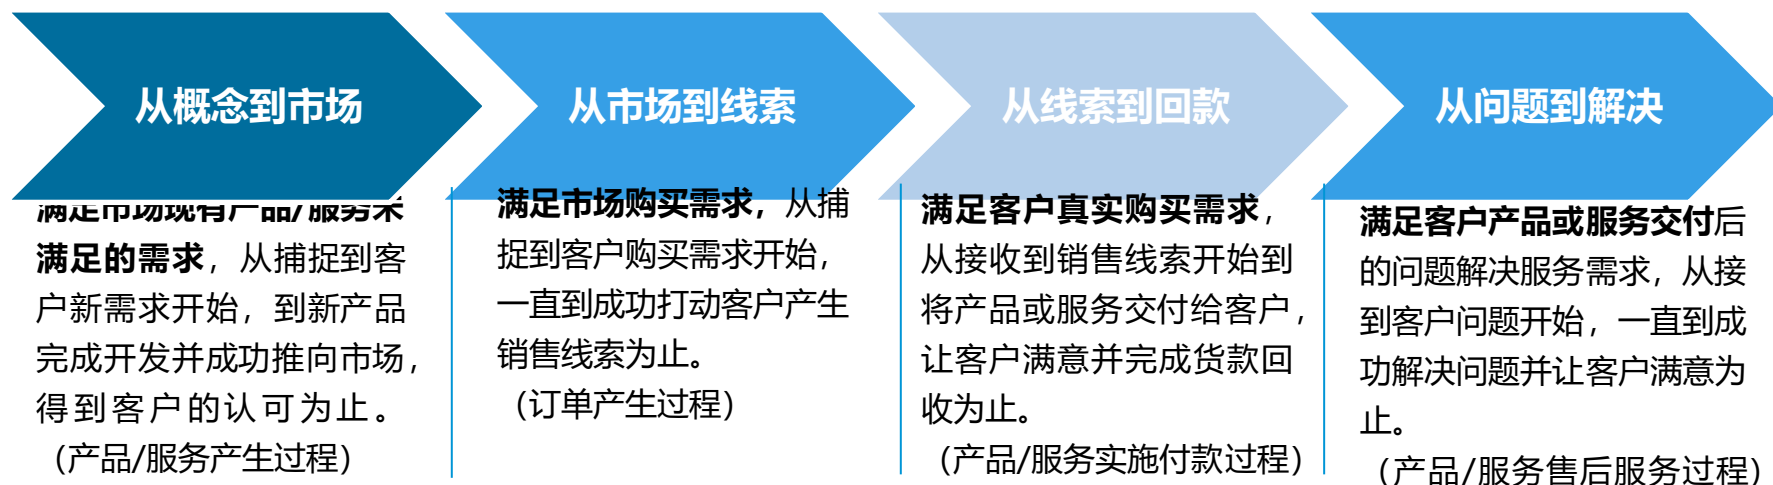 从概念到市场
满足市场现有产品/服务未
满足的需求，从捕捉到客
户新需求开始，到新产品
完成开发并成功推向市场，
得到客户的认可为止。
（产品/服务产生过程）
从市场到线索
满足市场购买需求，从捕
捉到客户购买需求开始，
一直到成功打动客户产生
销售线索为止。
（订单产生过程）
从线索到回款
满足客户真实购买需求，
从接收到销售线索开始到
将产品或服务交付给客户，
让客户满意并完成货款回
收为止。
（产品/服务实施付款过程）
从问题到解决
满足客户产品或服务交付后
的问题解决服务需求，从接
到客户问题开始，一直到成
功解决问题并让客户满意为
止。
（产品/服务售后服务过程）